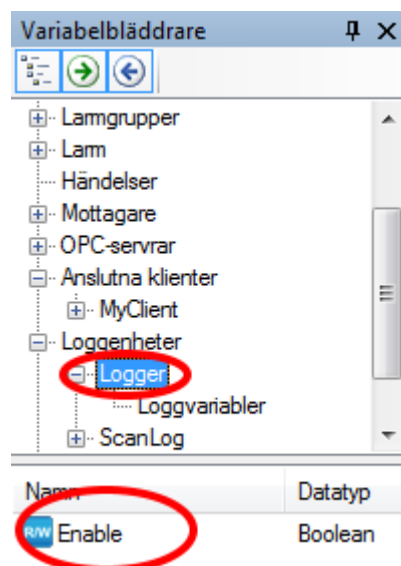 Variabelbläddrare
Larmgrupper
Larm
Händelser
Mottagare
OPC-servrar
Anslutna klienter
MyClient
Loggenheter
Logger
Loggvariabler
ScanLog
Namn Datatyp
R/W Enable Boolean